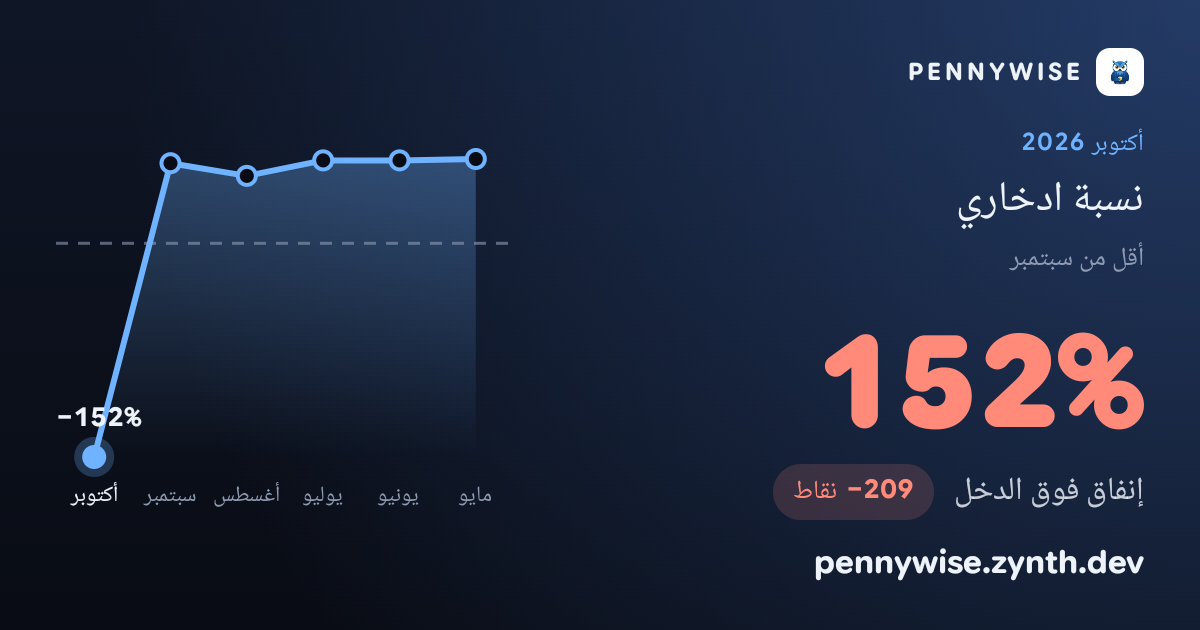 PENNYWISE
أكتوبر 2026
نسبة ادخاري
أقل من سبتمبر
152%
إنفاق فوق الدخل
−209 نقاط
pennywise.zynth.dev
−152%
مايو
يونيو
يوليو
أغسطس
سبتمبر
أكتوبر